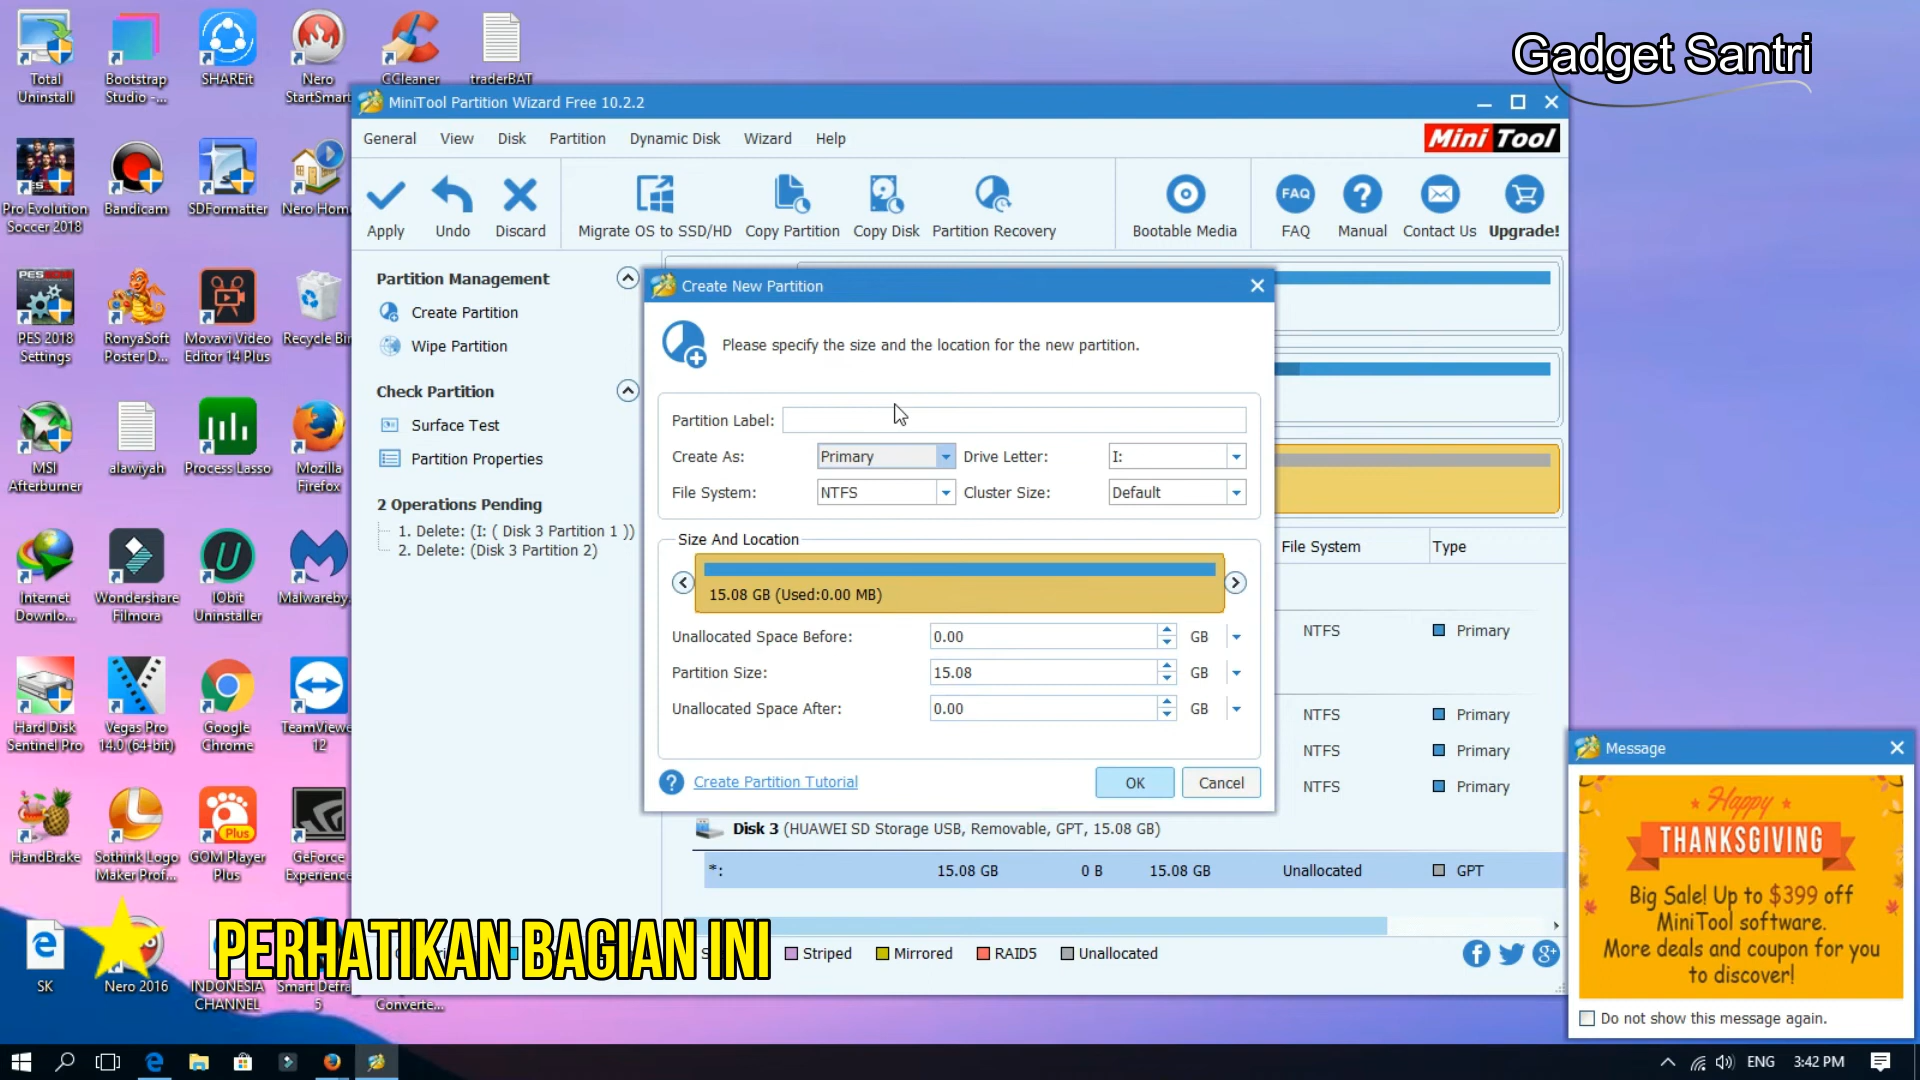 Gadget Santri
Total
Uninstall
Bootstrap
Studio -...
SHAREit
Nero
StartSmart
CCleaner
traderBAT
Pro Evolution
Soccer 2018
Bandicam
SDFormatter
Nero Home
PES 2018
Settings
RonyaSoft
Poster D...
Movavi Video
Editor 14 Plus
Recycle Bin
MSI
Afterburner
alawiyah
Process Lasso
Mozilla
Firefox
Internet
Downlo...
Wondershare
Filmora
IObit
Uninstaller
Malwareby
Hard Disk
Sentinel Pro
Vegas Pro
14.0 (64-bit)
Google
Chrome
TeamViewe
12
HandBrake
Sothink Logo
Maker Prof...
Plus
GOM Player
Plus
GeForce
Experience
SK
Nero 2016
INDONESIA
CHANNEL
Smart Defra
5
Converte...
MiniTool Partition Wizard Free 10.2.2
General View Disk Partition Dynamic Disk Wizard Help
Mini Tool
Apply Undo Discard Migrate OS to SSD/HD Copy Partition Copy Disk Partition Recovery Bootable Media FAQ FAQ Manual Contact Us Upgrade!
Partition Management
Create Partition
Wipe Partition
Check Partition
Surface Test
Partition Properties
2 Operations Pending
1. Delete: (I: ( Disk 3 Partition 1 ))
2. Delete: (Disk 3 Partition 2)
Create New Partition
Please specify the size and the location for the new partition.
Partition Label:
Create As: Primary Drive Letter: I:
File System: NTFS Cluster Size: Default
Size And Location
15.08 GB (Used:0.00 MB)
Unallocated Space Before: 0.00 GB
Partition Size: 15.08 GB
Unallocated Space After: 0.00 GB
Create Partition Tutorial OK Cancel
File System Type
NTFS Primary
NTFS Primary
NTFS Primary
NTFS Primary
Disk 3 (HUAWEI SD Storage USB, Removable, GPT, 15.08 GB)
*: 15.08 GB 0 B 15.08 GB Unallocated GPT
Striped Mirrored RAID5 Unallocated
PERHATIKAN BAGIAN INI
Message
Happy
THANKSGIVING
Big Sale! Up to $399 off
MiniTool software.
More deals and coupon for you
to discover!
Do not show this message again.
ENG 3:42 PM